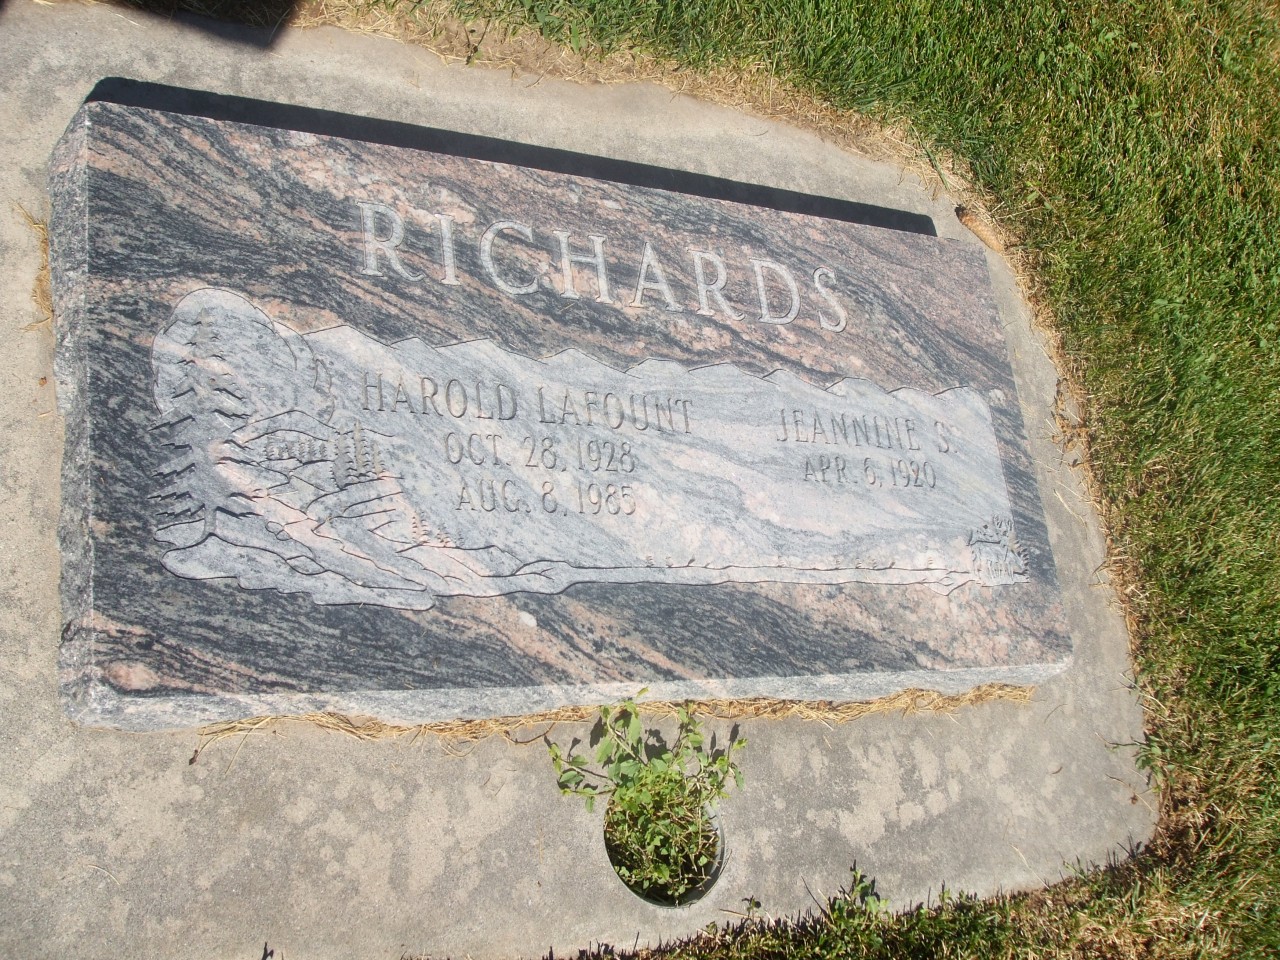 RICHARDS
HAROLD LAFOUNT
OCT. 28, 1928
AUG. 8, 1985
JEANNINE S.
APR. 6, 1920